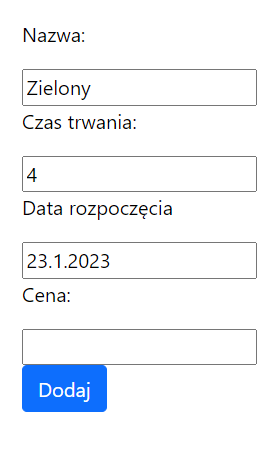 Nazwa:
Zielony
Czas trwania:
4
Data rozpoczęcia
23.1.2023
Cena:
Dodaj